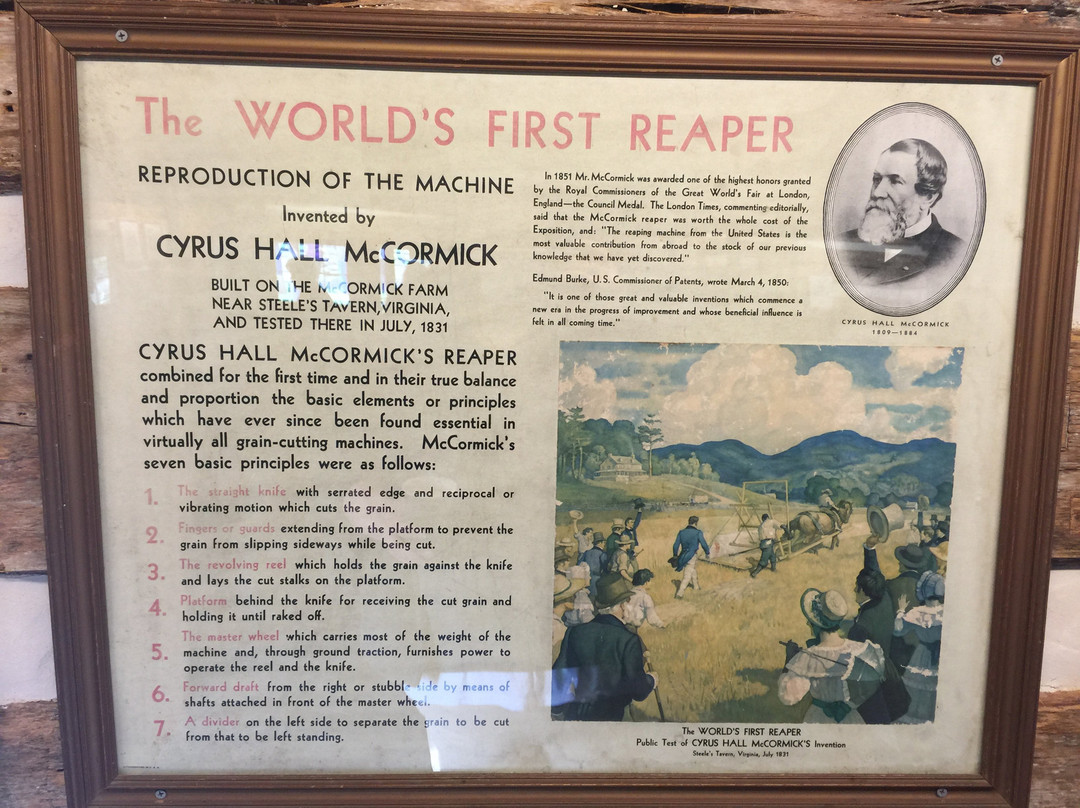 The WORLD'S FIRST REAPER
REPRODUCTION OF THE MACHINE
Invented by
CYRUS HALL McCORMICK
BUILT ON THE McCORMICK FARM
NEAR STEELE'S TAVERN, VIRGINIA,
AND TESTED THERE IN JULY, 1831
CYRUS HALL McCORMICK'S REAPER
combined for the first time and in their true balance
and proportion the basic elements or principles
which have ever since been found essential in
virtually all grain-cutting machines. McCormick's
seven basic principles were as follows:
1. The straight knife with serrated edge and reciprocal or
vibrating motion which cuts the grain.
2. Fingers or guards extending from the platform to prevent the
grain from slipping sideways while being cut.
3. The revolving reel which holds the grain against the knife
and lays the cut stalks on the platform.
4. Platform behind the knife for receiving the cut grain and
holding it until raked off.
5. The master wheel which carries most of the weight of the
machine and, through ground traction, furnishes power to
operate the reel and the knife.
6. Forward draft from the right or stubble side by means of
shafts attached in front of the master wheel.
7. A divider on the left side to separate the grain to be cut
from that to be left standing.
In 1851 Mr. McCormick was awarded one of the highest honors granted
by the Royal Commissioners of the Great World's Fair at London,
England—the Council Medal. The London Times, commenting editorially,
said that the McCormick reaper was worth the whole cost of the
Exposition, and: "The reaping machine from the United States is the
most valuable contribution from abroad to the stock of our previous
knowledge that we have yet discovered."
Edmund Burke, U.S. Commissioner of Patents, wrote March 4, 1850:
"It is one of those great and valuable inventions which commence a
new era in the progress of improvement and whose beneficial influence is
felt in all coming time."
CYRUS HALL McCORMICK
1809—1884
The WORLD'S FIRST REAPER
Public Test of CYRUS HALL McCORMICK'S Invention
Steele's Tavern, Virginia, July 1831